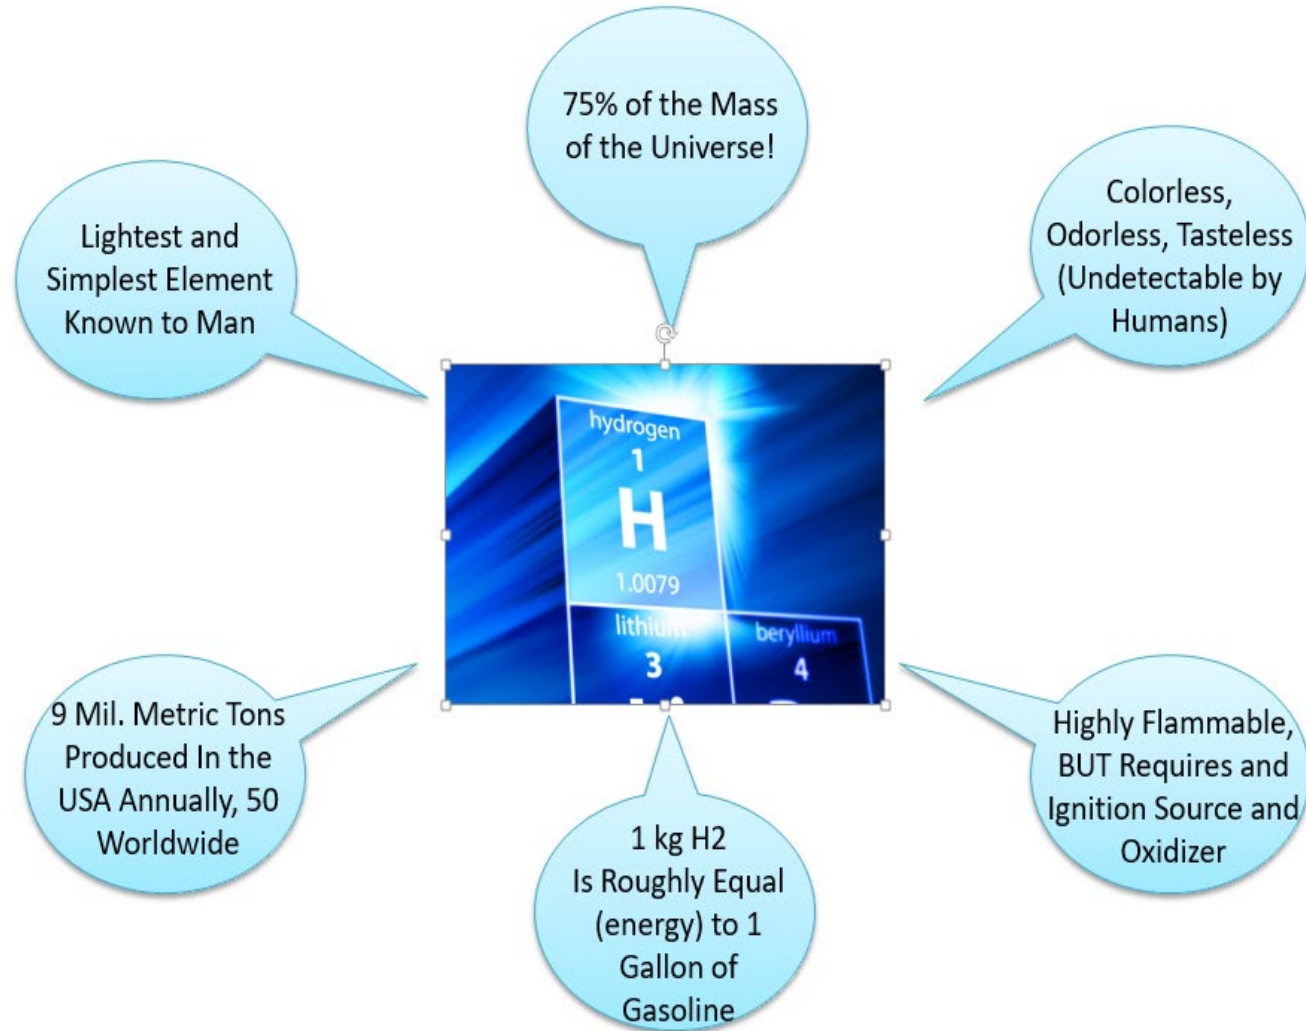 75% of the Mass
of the Universe!
Lightest and
Simplest Element
Known to Man
Colorless,
Odorless, Tasteless
(Undetectable by
Humans)
hydrogen
1
H
1.0079
lithium
3
beryllium
4
9 Mil. Metric Tons
Produced In the
USA Annually, 50
Worldwide
1 kg H2
Is Roughly Equal
(energy) to 1
Gallon of
Gasoline
Highly Flammable,
BUT Requires and
Ignition Source and
Oxidizer